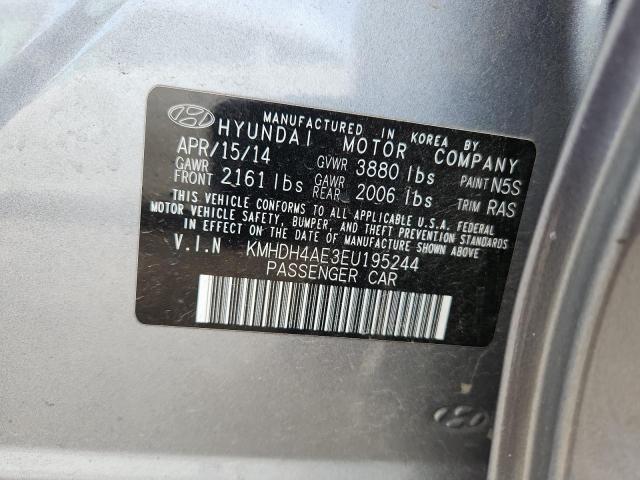 MANUFACTURED IN KOREA BY
HYUNDAI MOTOR COMPANY
APR/15/14 GVWR 3880 lbs PAINT N5S
GAWR FRONT 2161 lbs GAWR REAR 2006 lbs TRIM RAS
THIS VEHICLE CONFORMS TO ALL APPLICABLE U.S.A. FEDERAL
MOTOR VEHICLE SAFETY, BUMPER, AND THEFT PREVENTION STANDARDS
IN EFFECT ON THE DATE OF MANUFACTURE SHOWN ABOVE
V.I.N KMHDH4AE3EU195244
PASSENGER CAR